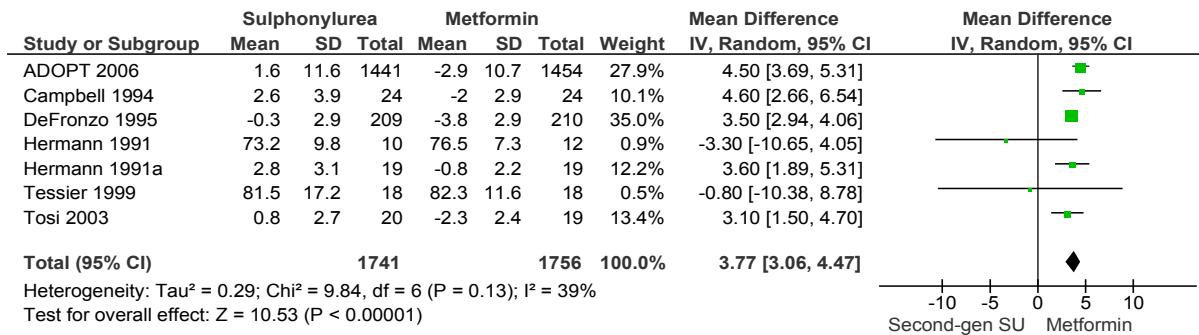 Sulphonylurea Metformin Mean Difference Mean Difference
Study or Subgroup Mean SD Total Mean SD Total Weight IV, Random, 95% CI IV, Random, 95% CI
ADOPT 2006 1.6 11.6 1441 -2.9 10.7 1454 27.9% 4.50 [3.69, 5.31]
Campbell 1994 2.6 3.9 24 -2 2.9 24 10.1% 4.60 [2.66, 6.54]
DeFronzo 1995 -0.3 2.9 209 -3.8 2.9 210 35.0% 3.50 [2.94, 4.06]
Hermann 1991 73.2 9.8 10 76.5 7.3 12 0.9% -3.30 [-10.65, 4.05]
Hermann 1991a 2.8 3.1 19 -0.8 2.2 19 12.2% 3.60 [1.89, 5.31]
Tessier 1999 81.5 17.2 18 82.3 11.6 18 0.5% -0.80 [-10.38, 8.78]
Tosi 2003 0.8 2.7 20 -2.3 2.4 19 13.4% 3.10 [1.50, 4.70]
Total (95% CI) 1741 1756 100.0% 3.77 [3.06, 4.47]
Heterogeneity: Tau² = 0.29; Chi² = 9.84, df = 6 (P = 0.13); I² = 39%
Test for overall effect: Z = 10.53 (P < 0.00001)
-10 -5 0 5 10
Second-gen SU Metformin